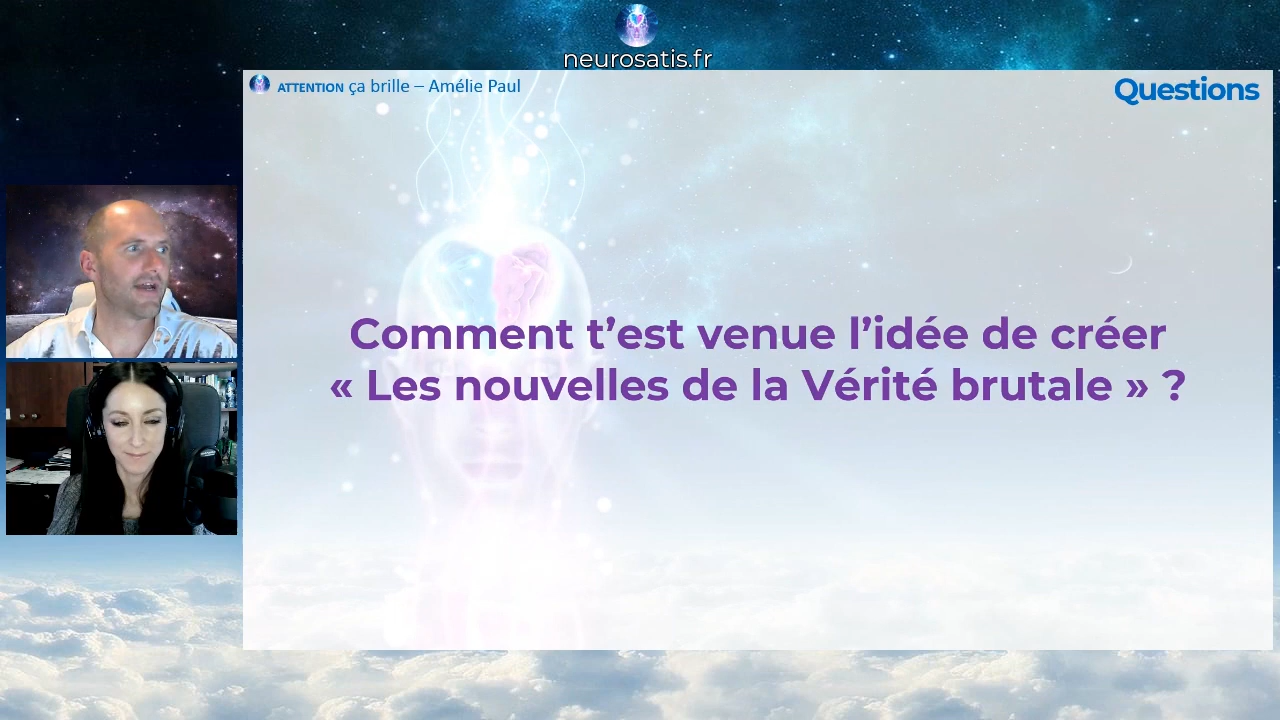 neurosatis.fr
ATTENTION ça brille – Amélie Paul
Questions
Comment t’est venue l’idée de créer
« Les nouvelles de la Vérité brutale » ?